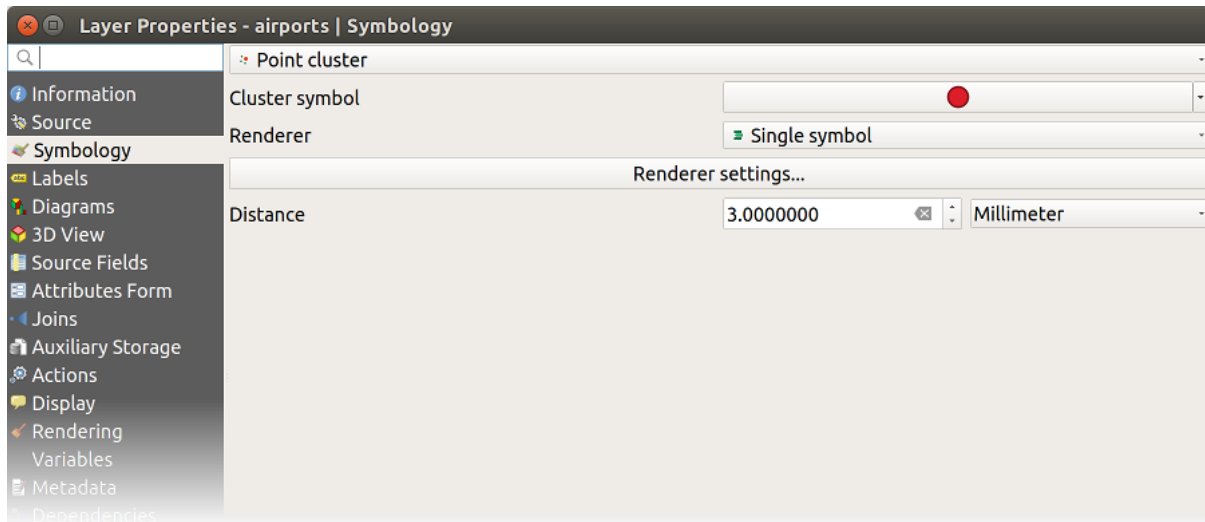 Layer Properties - airports | Symbology
Information
Source
Symbology
Labels
Diagrams
3D View
Source Fields
Attributes Form
Joins
Auxiliary Storage
Actions
Display
Rendering
Variables
Metadata
Dependencies
Point cluster
Cluster symbol
Renderer
Single symbol
Renderer settings...
Distance
3.0000000
Millimeter